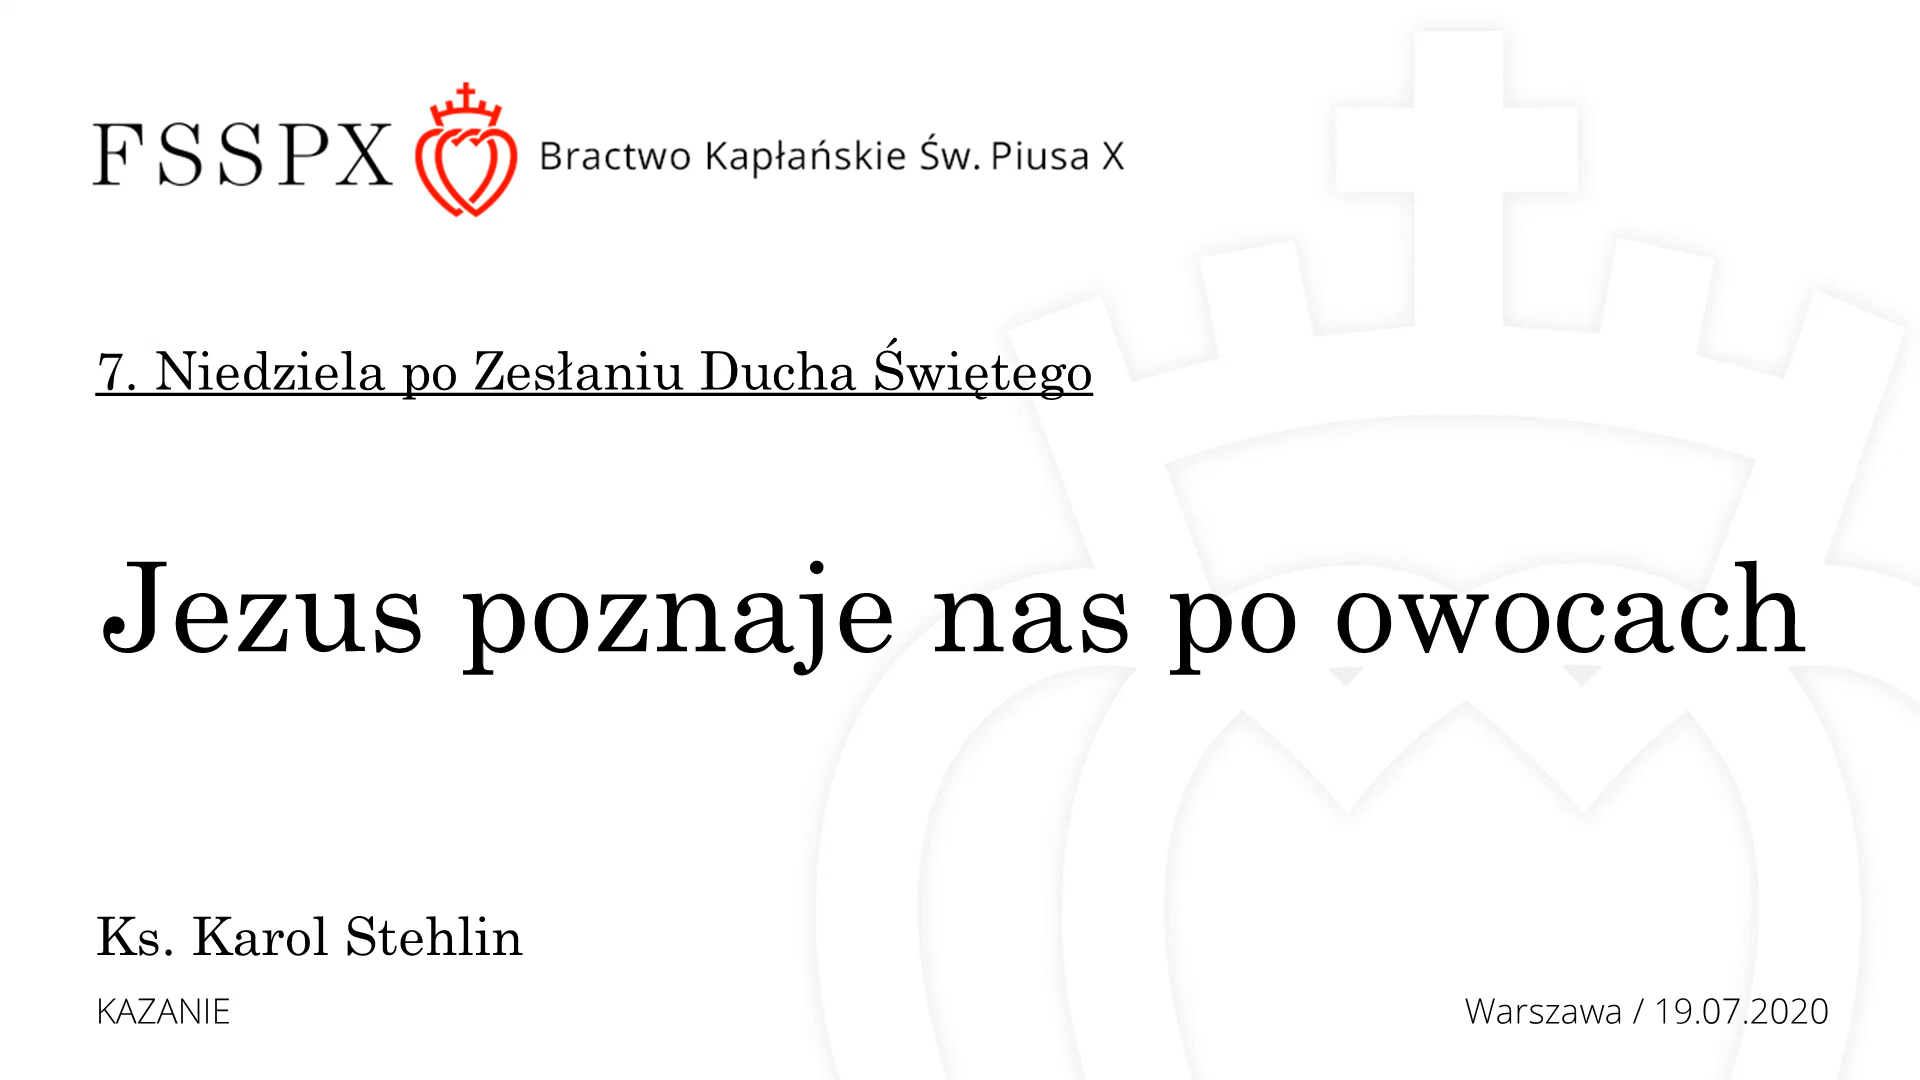 FSSPX Bractwo Kapłańskie Św. Piusa X
7. Niedziela po Zesłaniu Ducha Świętego
Jezus poznaje nas po owocach
Ks. Karol Stehlin
KAZANIE
Warszawa / 19.07.2020